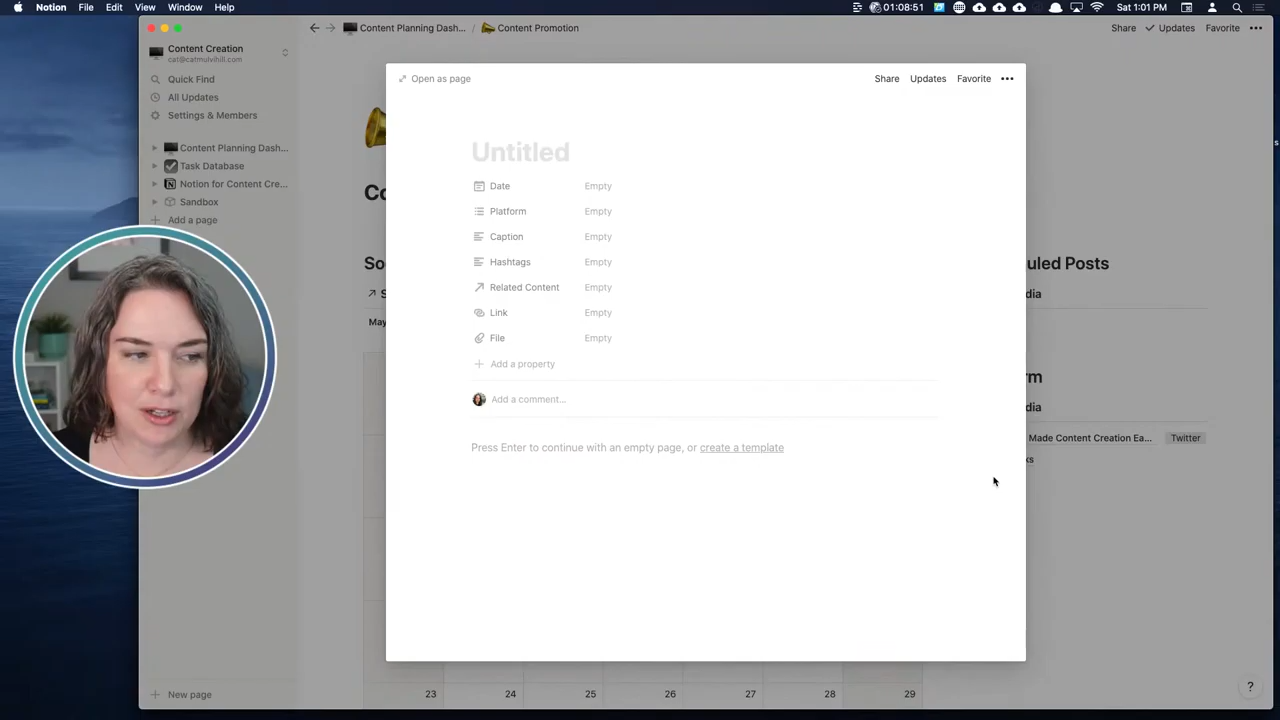 Notion File Edit View Window Help
01:08:51 Sat 1:01 PM
Content Creation
cat@catmulvihill.com
Quick Find
All Updates
Settings & Members
Content Planning Dash...
Task Database
Notion for Content Cre...
Sandbox
Add a page
New page
Content Planning Dash... / Content Promotion
Share Updates Favorite
Open as page
Share Updates Favorite
Untitled
Date Empty
Platform Empty
Caption Empty
Hashtags Empty
Related Content Empty
Link Empty
File Empty
Add a property
Add a comment...
Press Enter to continue with an empty page, or create a template
Co
So
S
May
uled Posts
dia
rm
dia
Made Content Creation Ea... Twitter
ks
23 24 25 26 27 28 29
?